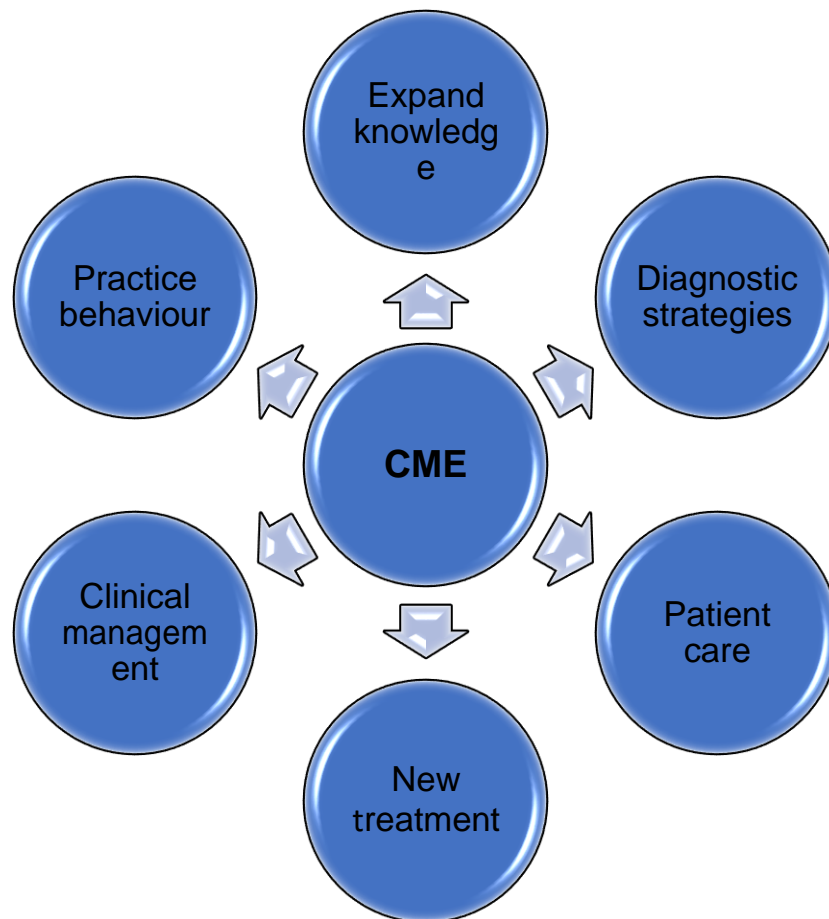 Expand
knowledg
e
Practice
behaviour
Diagnostic
strategies
CME
Clinical
managem
ent
Patient
care
New
treatment